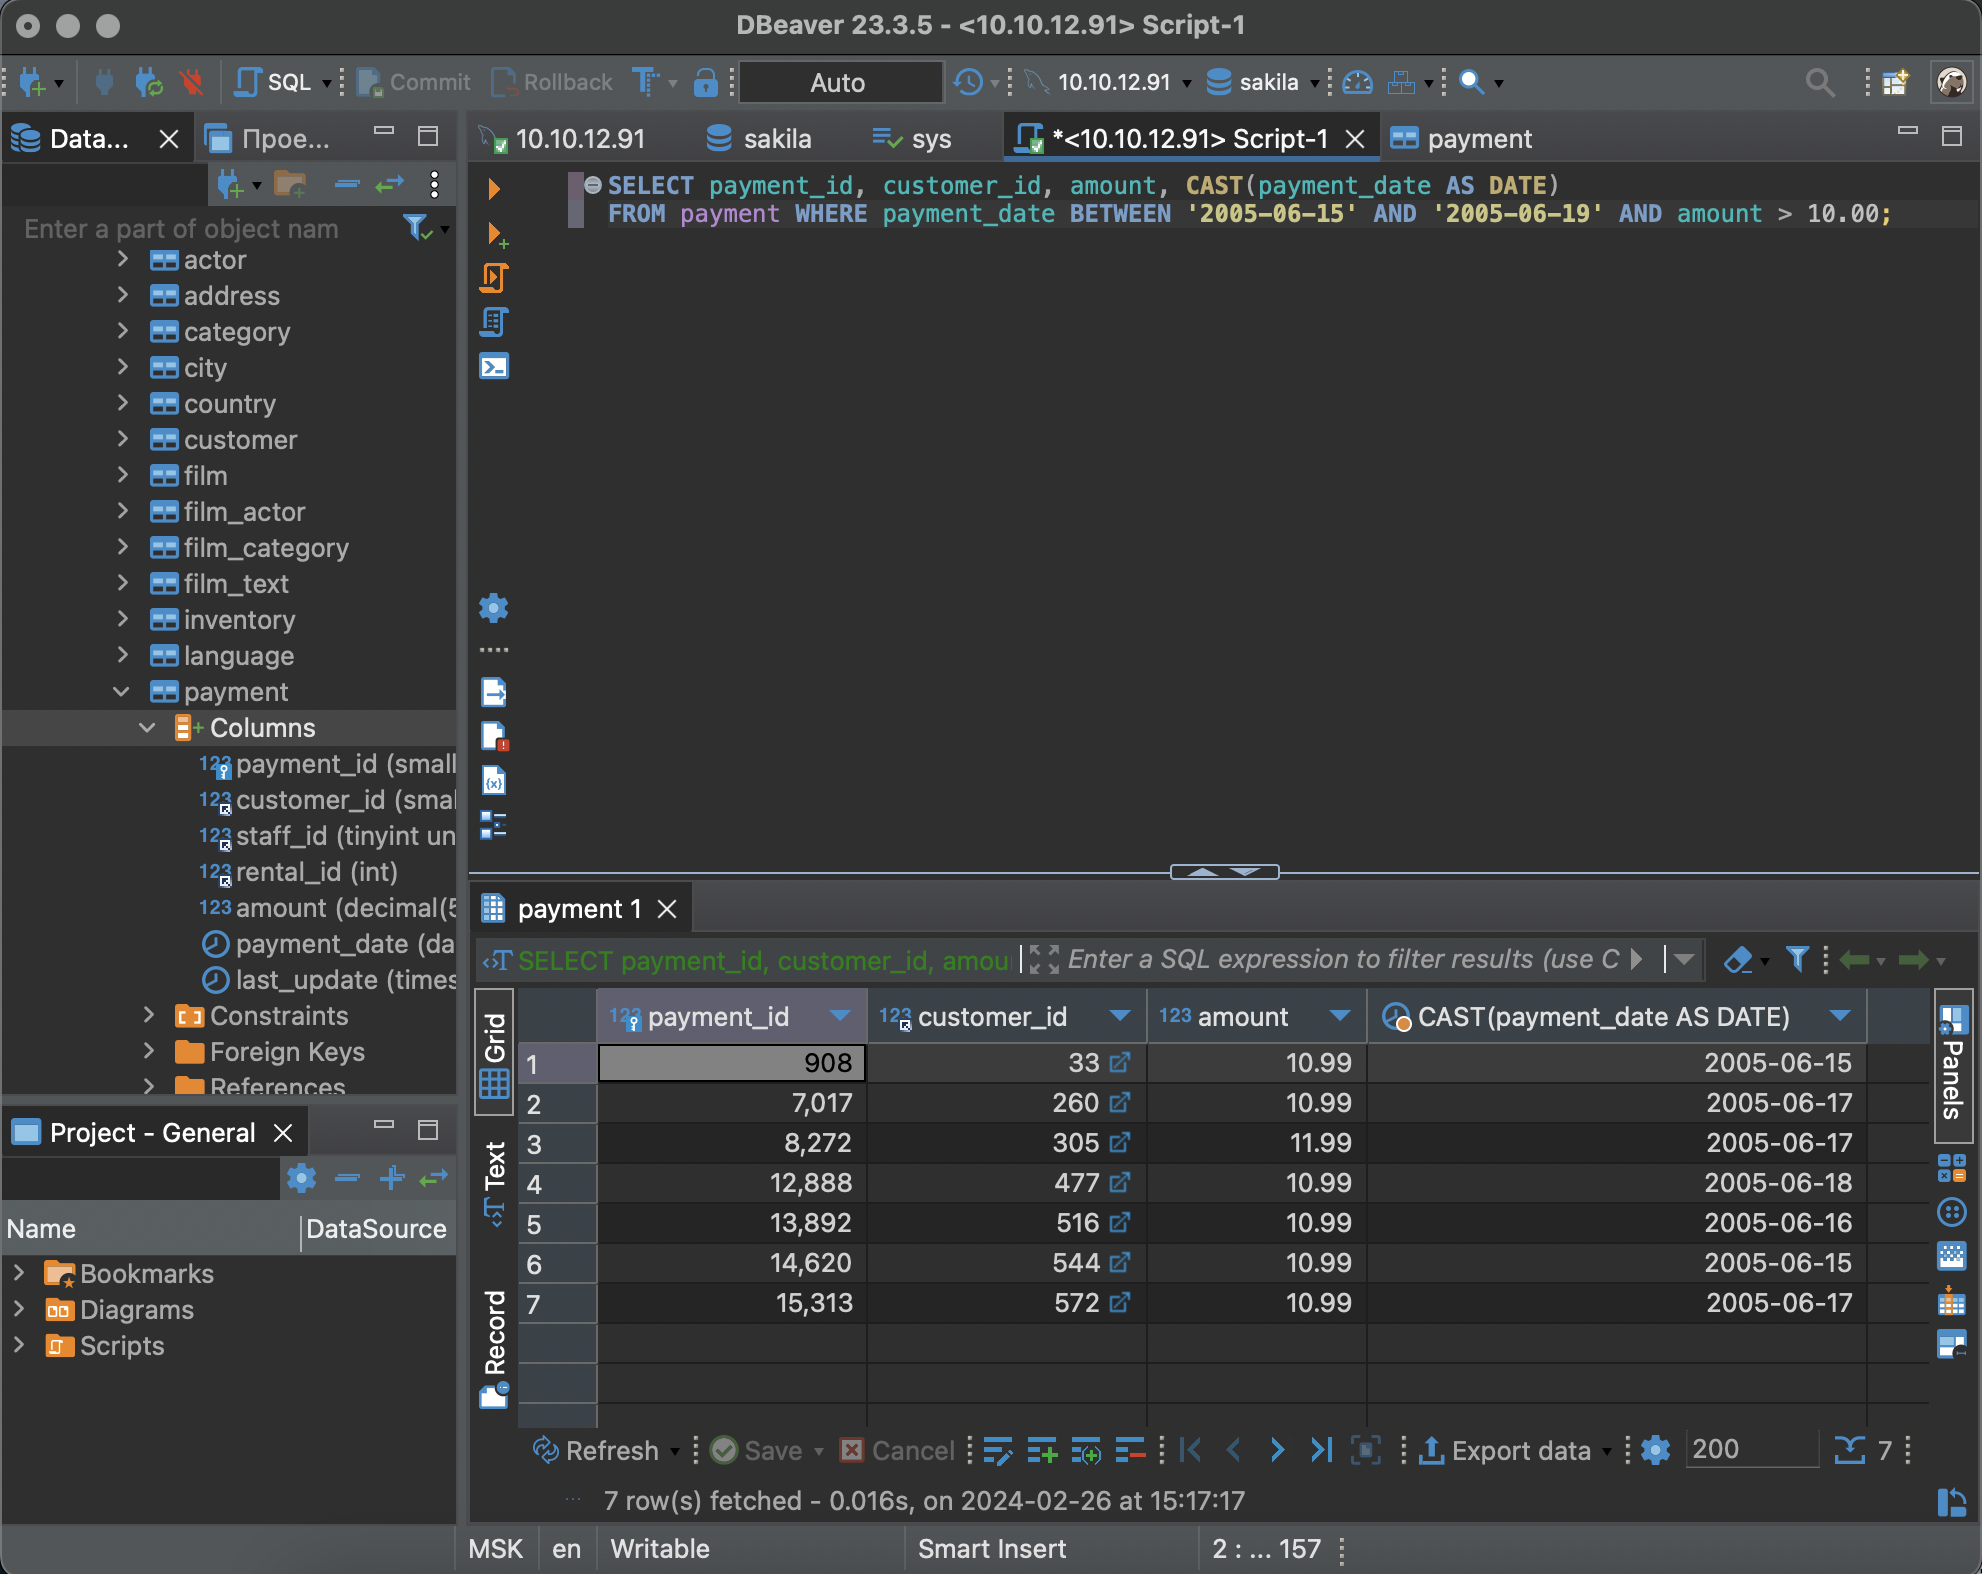 DBeaver 23.3.5 - <10.10.12.91> Script-1
SQL Commit Rollback Auto 10.10.12.91 sakila
Data... Прое...
10.10.12.91 sakila sys *<10.10.12.91> Script-1 payment
Enter a part of object nam
actor
address
category
city
country
customer
film
film_actor
film_category
film_text
inventory
language
payment
Columns
123 payment_id (small
123 customer_id (smal
123 staff_id (tinyint un
123 rental_id (int)
123 amount (decimal(5
payment_date (da
last_update (times
Constraints
Foreign Keys
References
Project - General
Name DataSource
Bookmarks
Diagrams
Scripts
SELECT payment_id, customer_id, amount, CAST(payment_date AS DATE)
FROM payment WHERE payment_date BETWEEN '2005-06-15' AND '2005-06-19' AND amount > 10.00;
payment 1
SELECT payment_id, customer_id, amou Enter a SQL expression to filter results (use C
Grid
Text
Record
Panels
123 payment_id 123 customer_id 123 amount CAST(payment_date AS DATE)
1 908 33 10.99 2005-06-15
2 7,017 260 10.99 2005-06-17
3 8,272 305 11.99 2005-06-17
4 12,888 477 10.99 2005-06-18
5 13,892 516 10.99 2005-06-16
6 14,620 544 10.99 2005-06-15
7 15,313 572 10.99 2005-06-17
Refresh Save Cancel Export data 200 7
7 row(s) fetched - 0.016s, on 2024-02-26 at 15:17:17
MSK en Writable Smart Insert 2 : ... 157